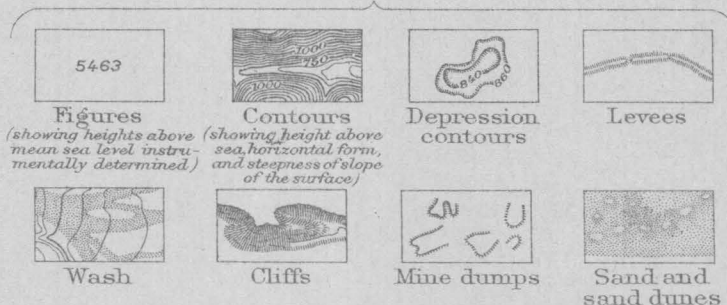 5463
1000
750
1000
840
860
Figures
(showing heights above
mean sea level instru-
mentally determined)
Contours
(showing height above
sea, horizontal form,
and steepness of slope
of the surface)
Depression
contours
Levees
Wash
Cliffs
Mine dumps
Sand and
sand dunes